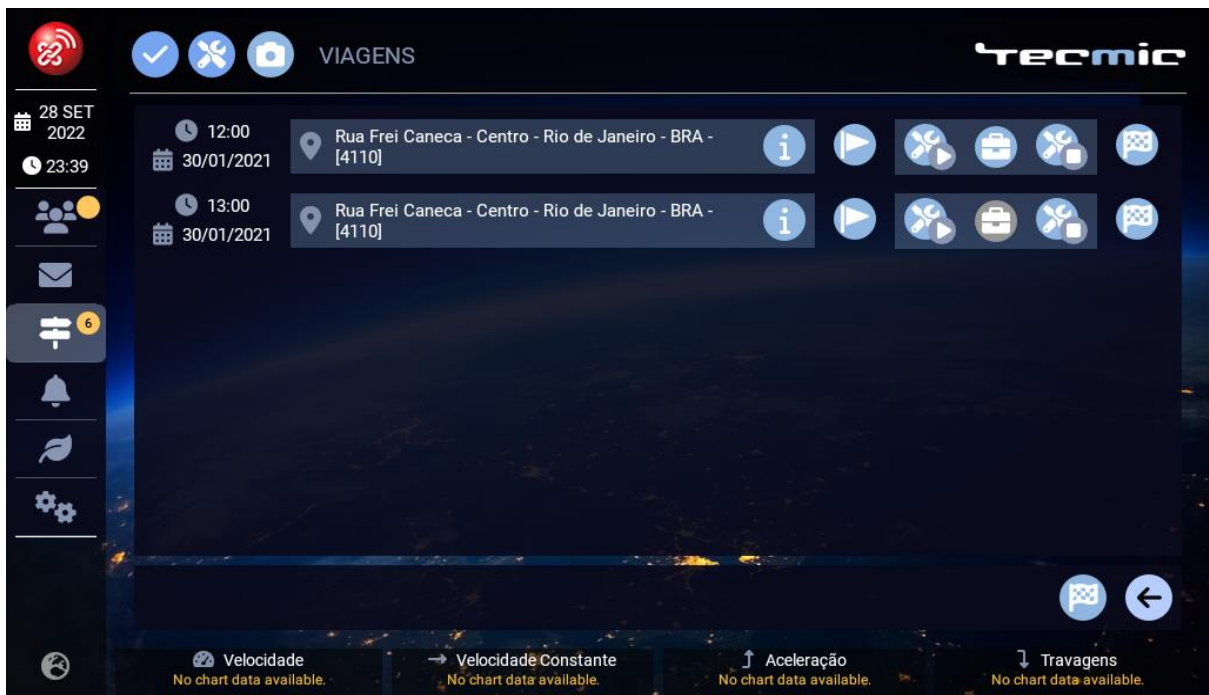 VIAGENS
tecmic
28 SET
2022
23:39
6
12:00
30/01/2021
Rua Frei Caneca - Centro - Rio de Janeiro - BRA -
[4110]
13:00
30/01/2021
Rua Frei Caneca - Centro - Rio de Janeiro - BRA -
[4110]
Velocidade
No chart data available.
Velocidade Constante
No chart data available.
Aceleração
No chart data available.
Travagens
No chart data available.